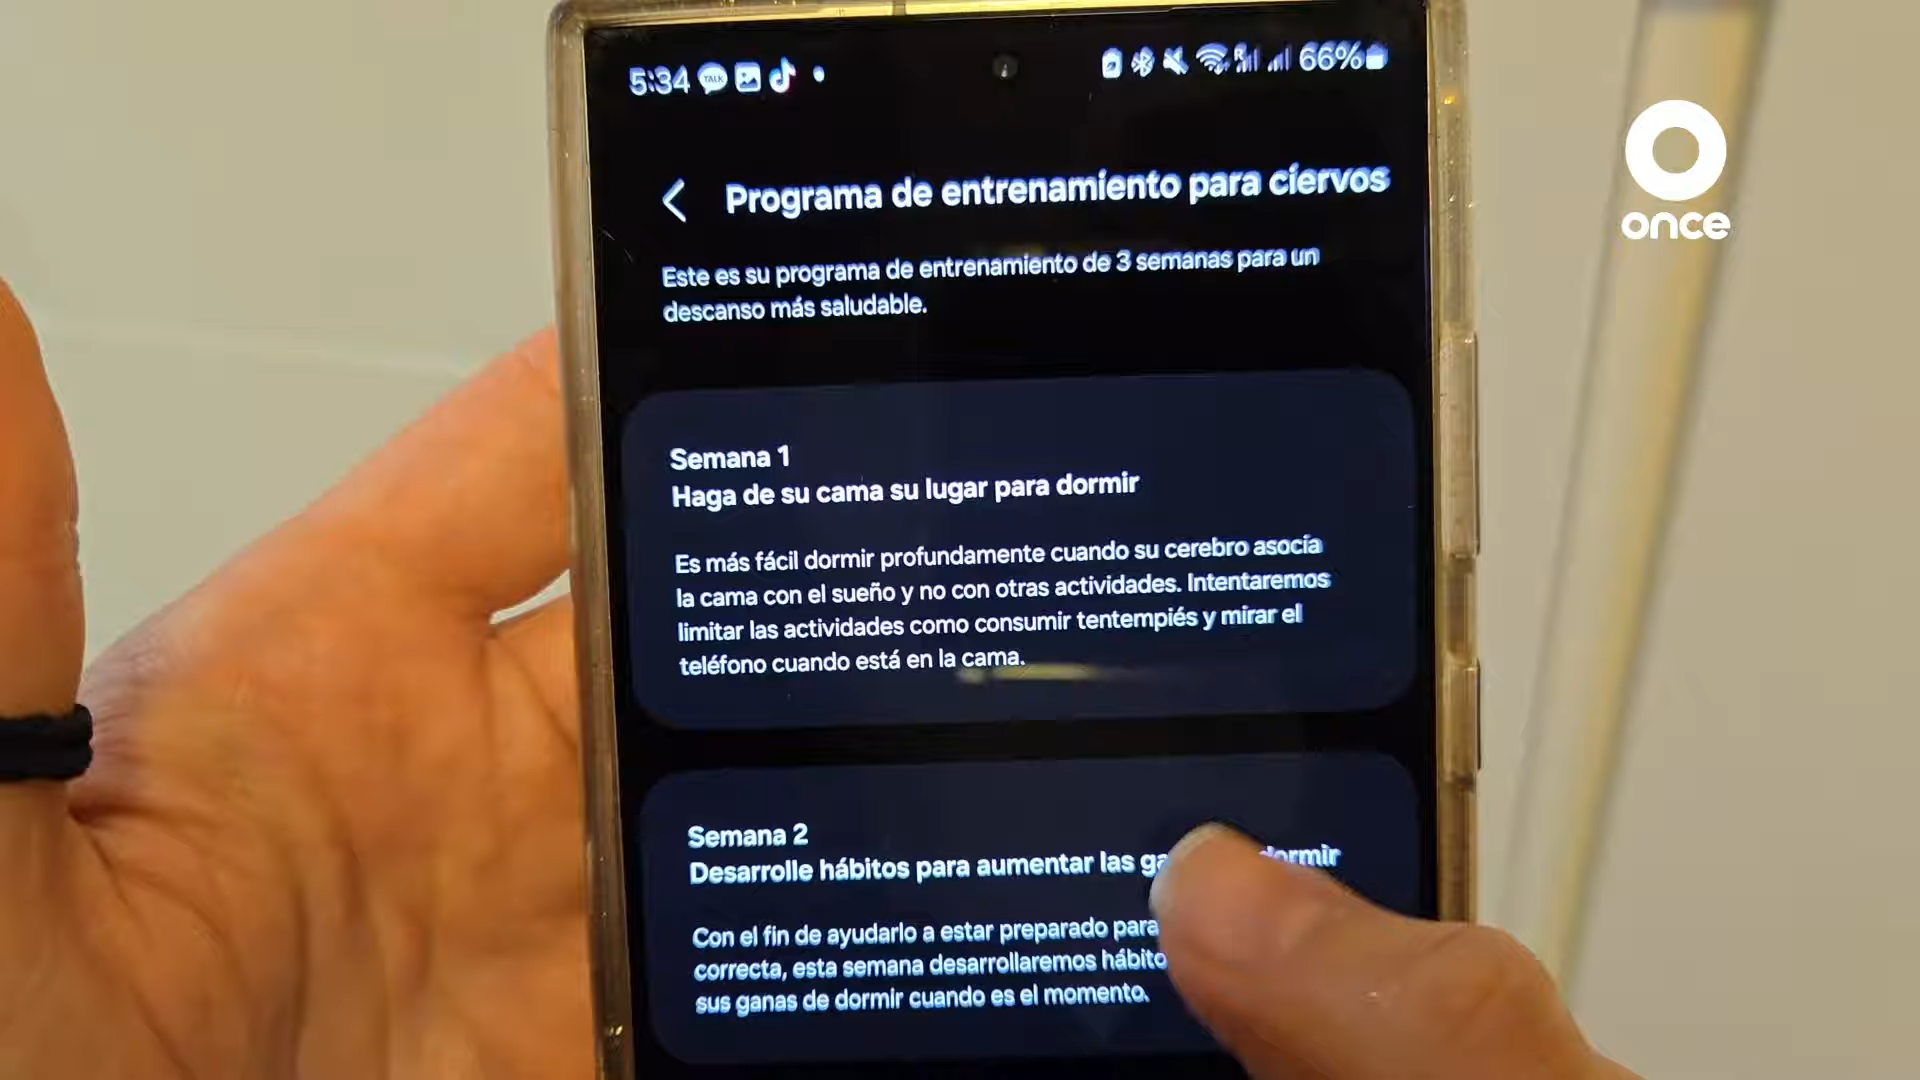 5:34 TALK 66%
once
Programa de entrenamiento para ciervos
Este es su programa de entrenamiento de 3 semanas para un
descanso más saludable.
Semana 1
Haga de su cama su lugar para dormir
Es más fácil dormir profundamente cuando su cerebro asocia
la cama con el sueño y no con otras actividades. Intentaremos
limitar las actividades como consumir tentempiés y mirar el
teléfono cuando está en la cama.
Semana 2
Desarrolle hábitos para aumentar las dormir
Con el fin de ayudarlo a estar preparado para
correcta, esta semana desarrollaremos
sus ganas de dormir cuando es el momento.